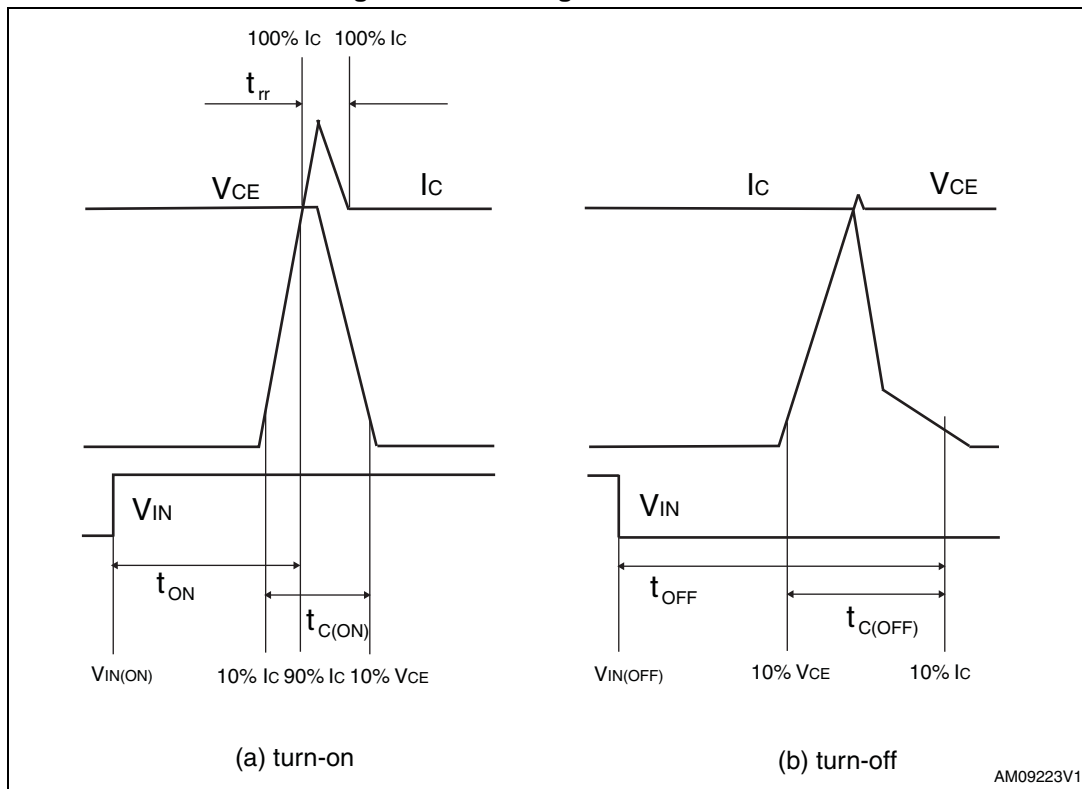 100% IC 100% IC
trr
VCE IC
IC VCE
VIN
VIN
tON
tC(ON)
tOFF
tC(OFF)
VIN(ON) 10% IC 90% IC 10% VCE
VIN(OFF) 10% VCE 10% IC
(a) turn-on
(b) turn-off
AM09223V1